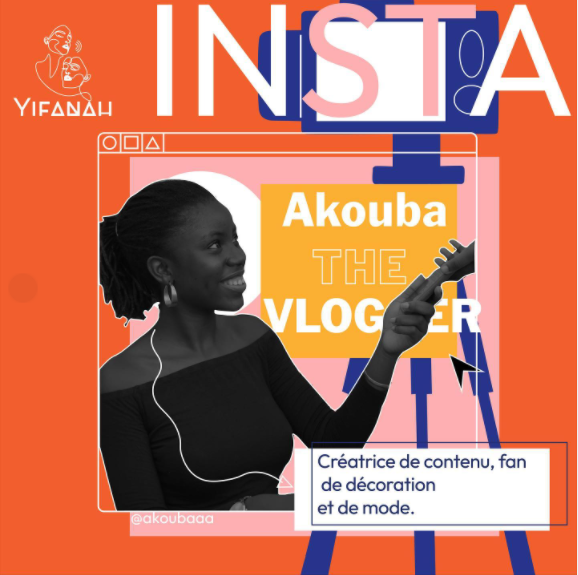 INSTA
YIFANAH
Akouba
THE
VLOGGER
Créatrice de contenu, fan
de décoration
et de mode.
@akoubaaa